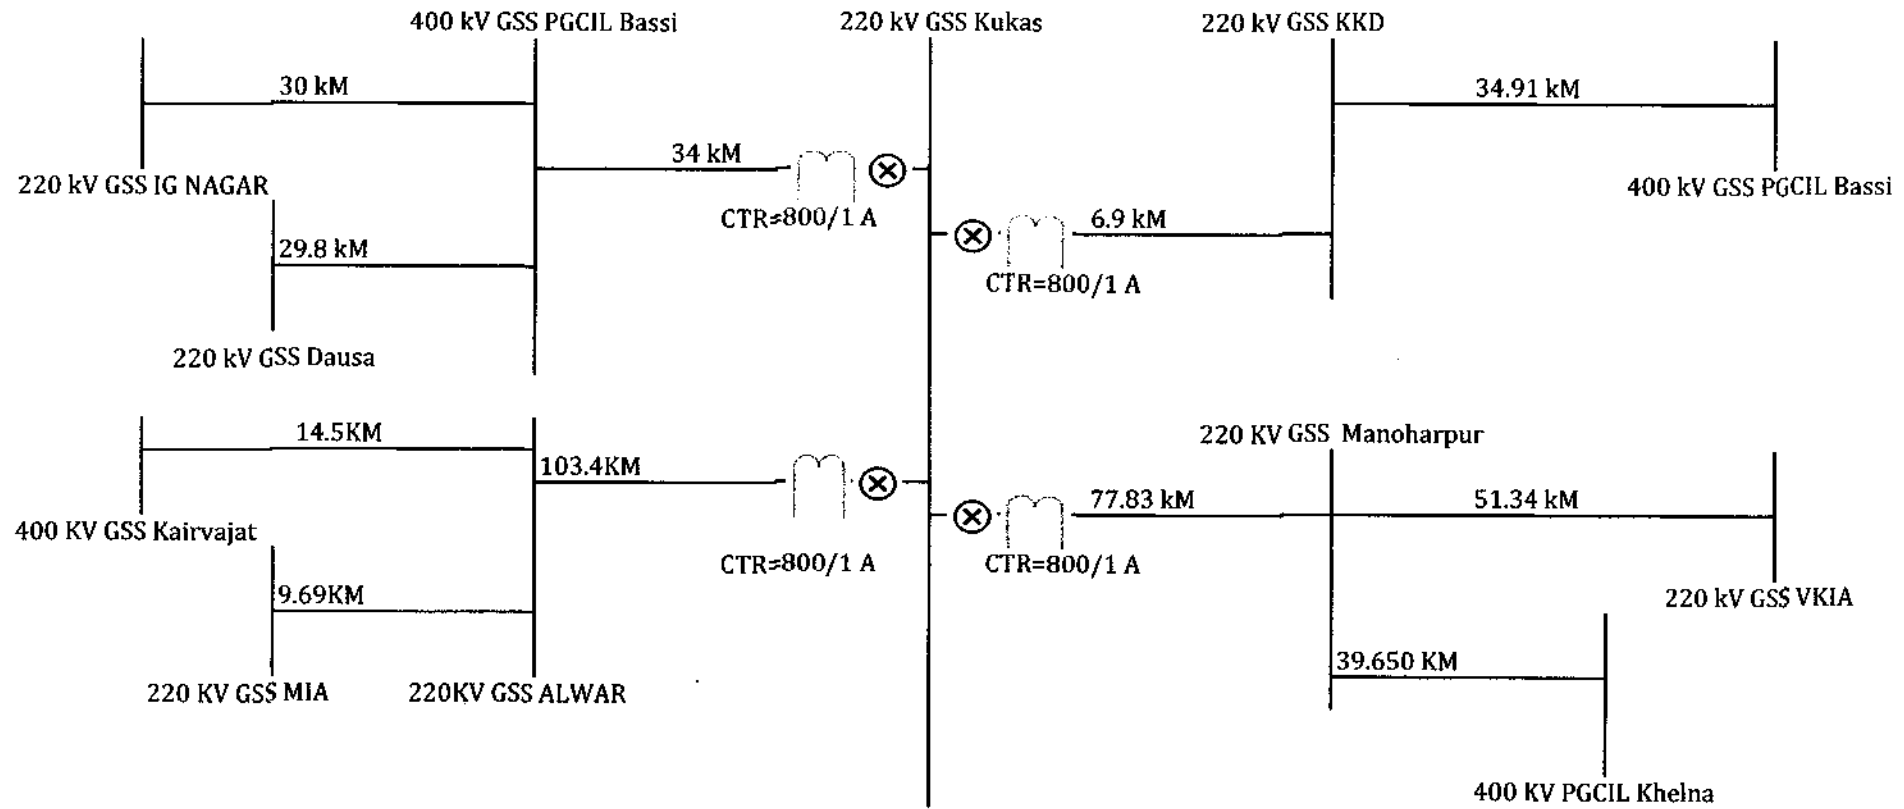 400 kV GSS PGCIL Bassi
220 kV GSS Kukas
220 kV GSS KKD
30 kM
34.91 kM
34 kM
220 kV GSS IG NAGAR
400 kV GSS PGCIL Bassi
CTR=800/1 A
6.9 kM
29.8 kM
CTR=800/1 A
220 kV GSS Dausa
14.5KM
220 KV GSS Manoharpur
103.4KM
77.83 kM
51.34 kM
400 KV GSS Kairvajat
CTR=800/1 A
CTR=800/1 A
9.69KM
220 kV GSS VKIA
39.650 KM
220 KV GSS MIA
220KV GSS ALWAR
400 KV PGCIL Khelna